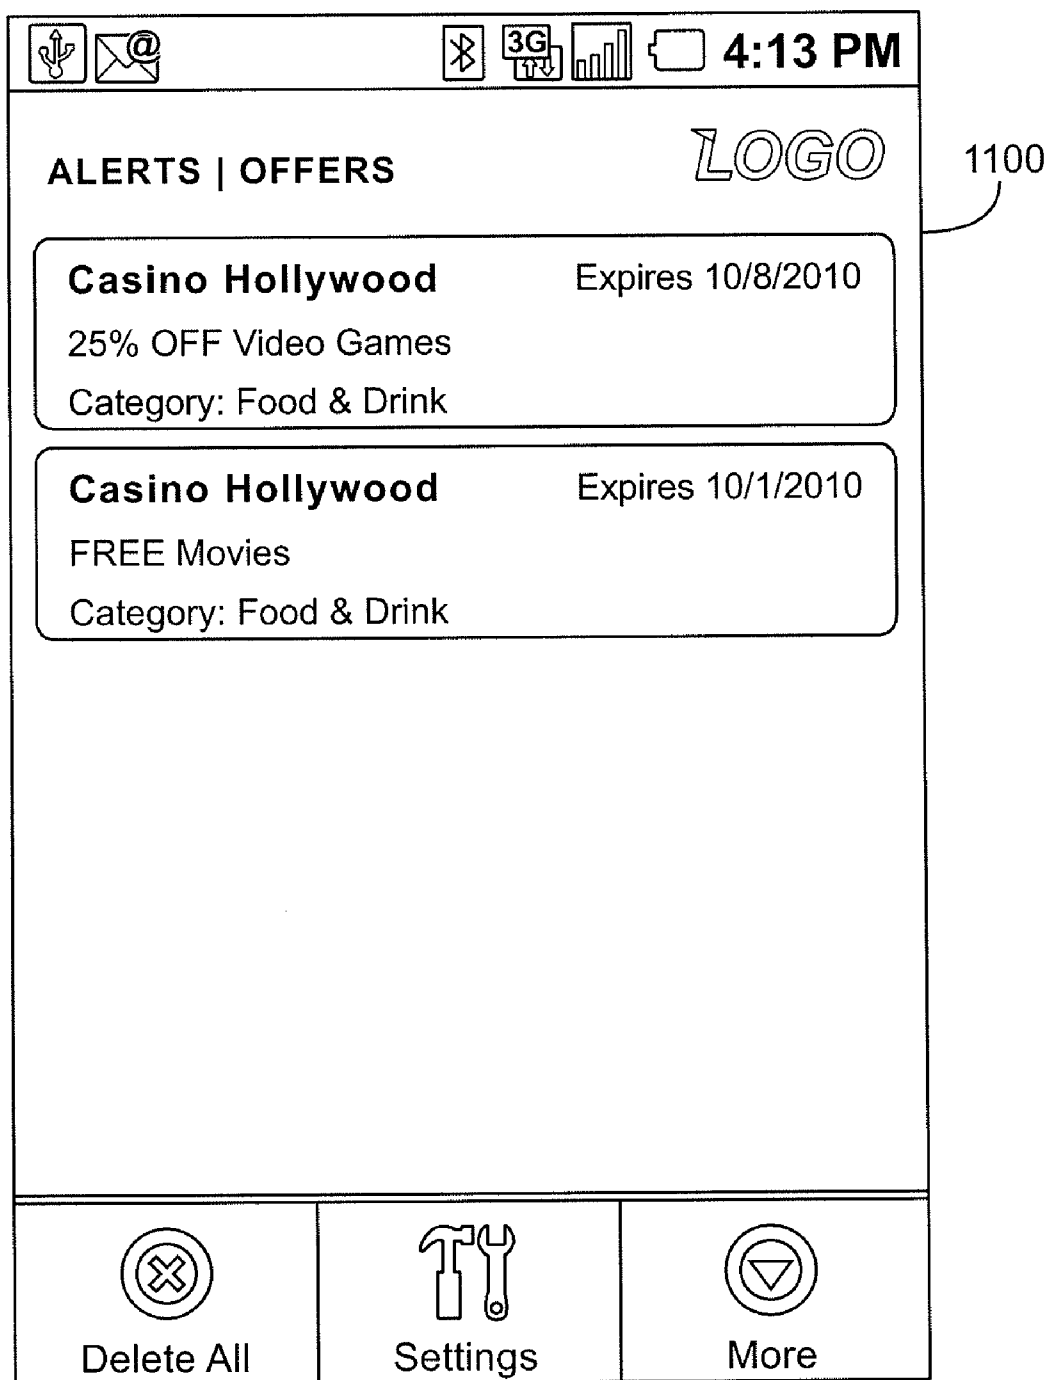 @ 3G 4:13 PM
ALERTS | OFFERS LOGO
1100
Casino Hollywood Expires 10/8/2010
25% OFF Video Games
Category: Food & Drink
Casino Hollywood Expires 10/1/2010
FREE Movies
Category: Food & Drink
Delete All Settings More